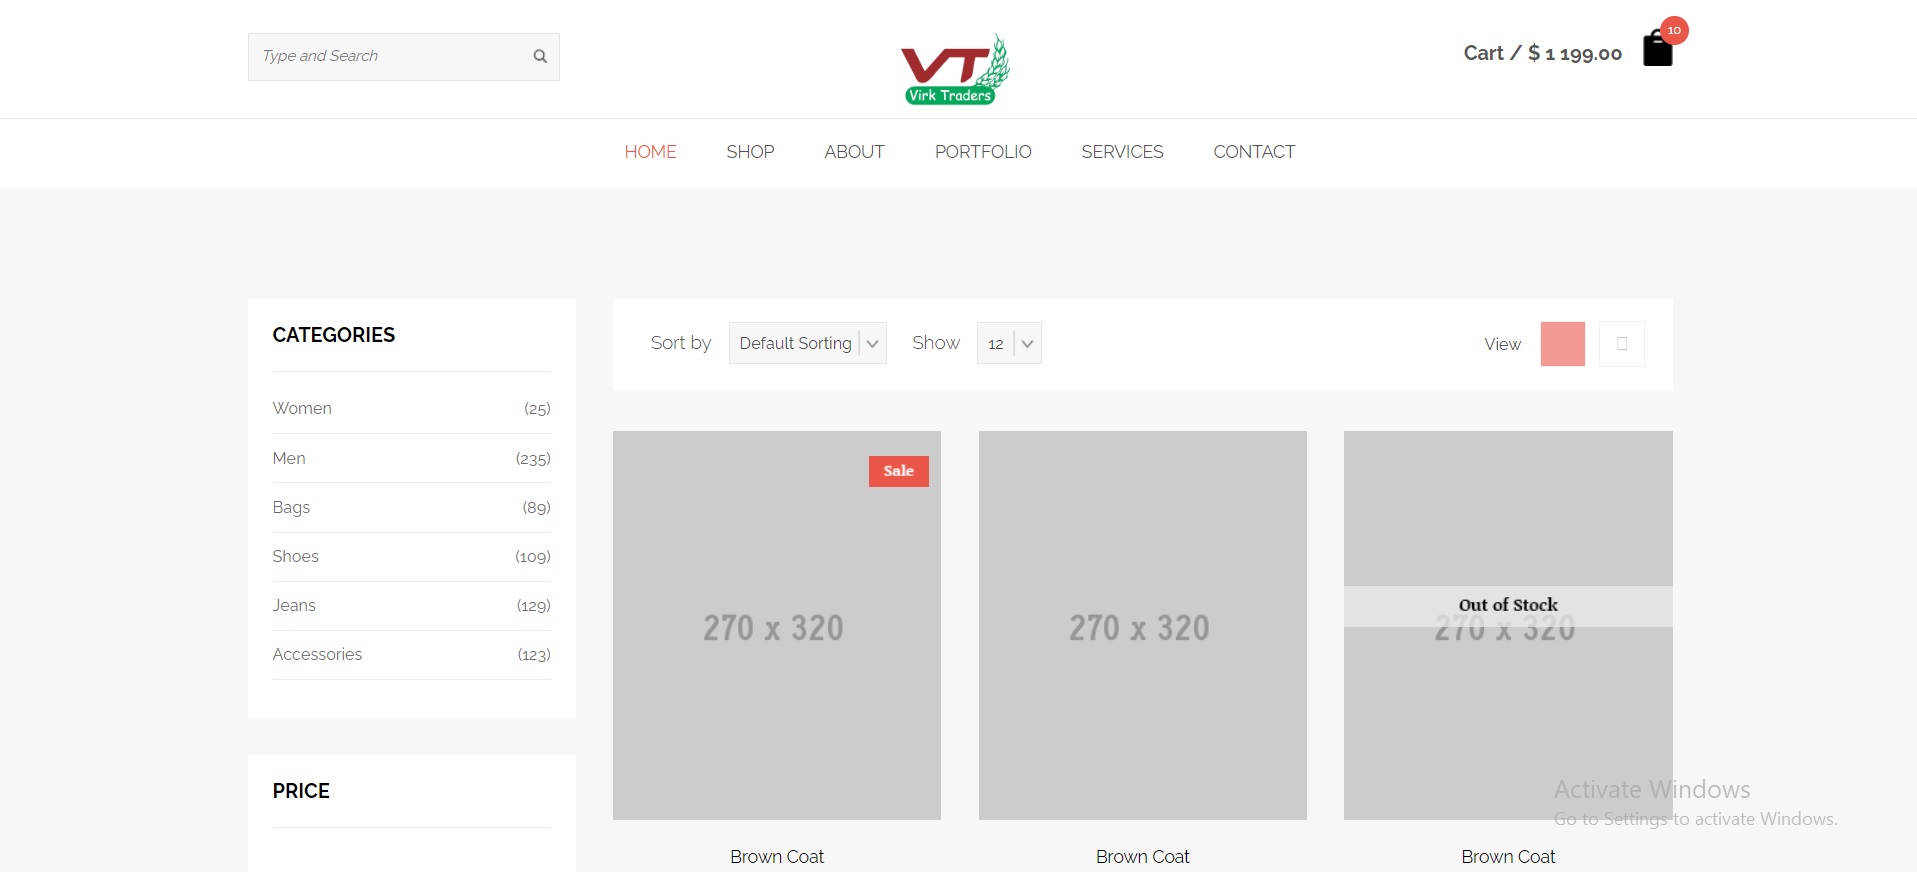 Type and Search
VT
Virk Traders
Cart / $ 1 199.00
10
HOME SHOP ABOUT PORTFOLIO SERVICES CONTACT
CATEGORIES
Women (25)
Men (235)
Bags (89)
Shoes (109)
Jeans (129)
Accessories (123)
PRICE
Sort by Default Sorting Show 12 View
Sale
270 x 320
270 x 320
Out of Stock
270 x 320
Brown Coat
Brown Coat
Brown Coat
Activate Windows
Go to Settings to activate Windows.